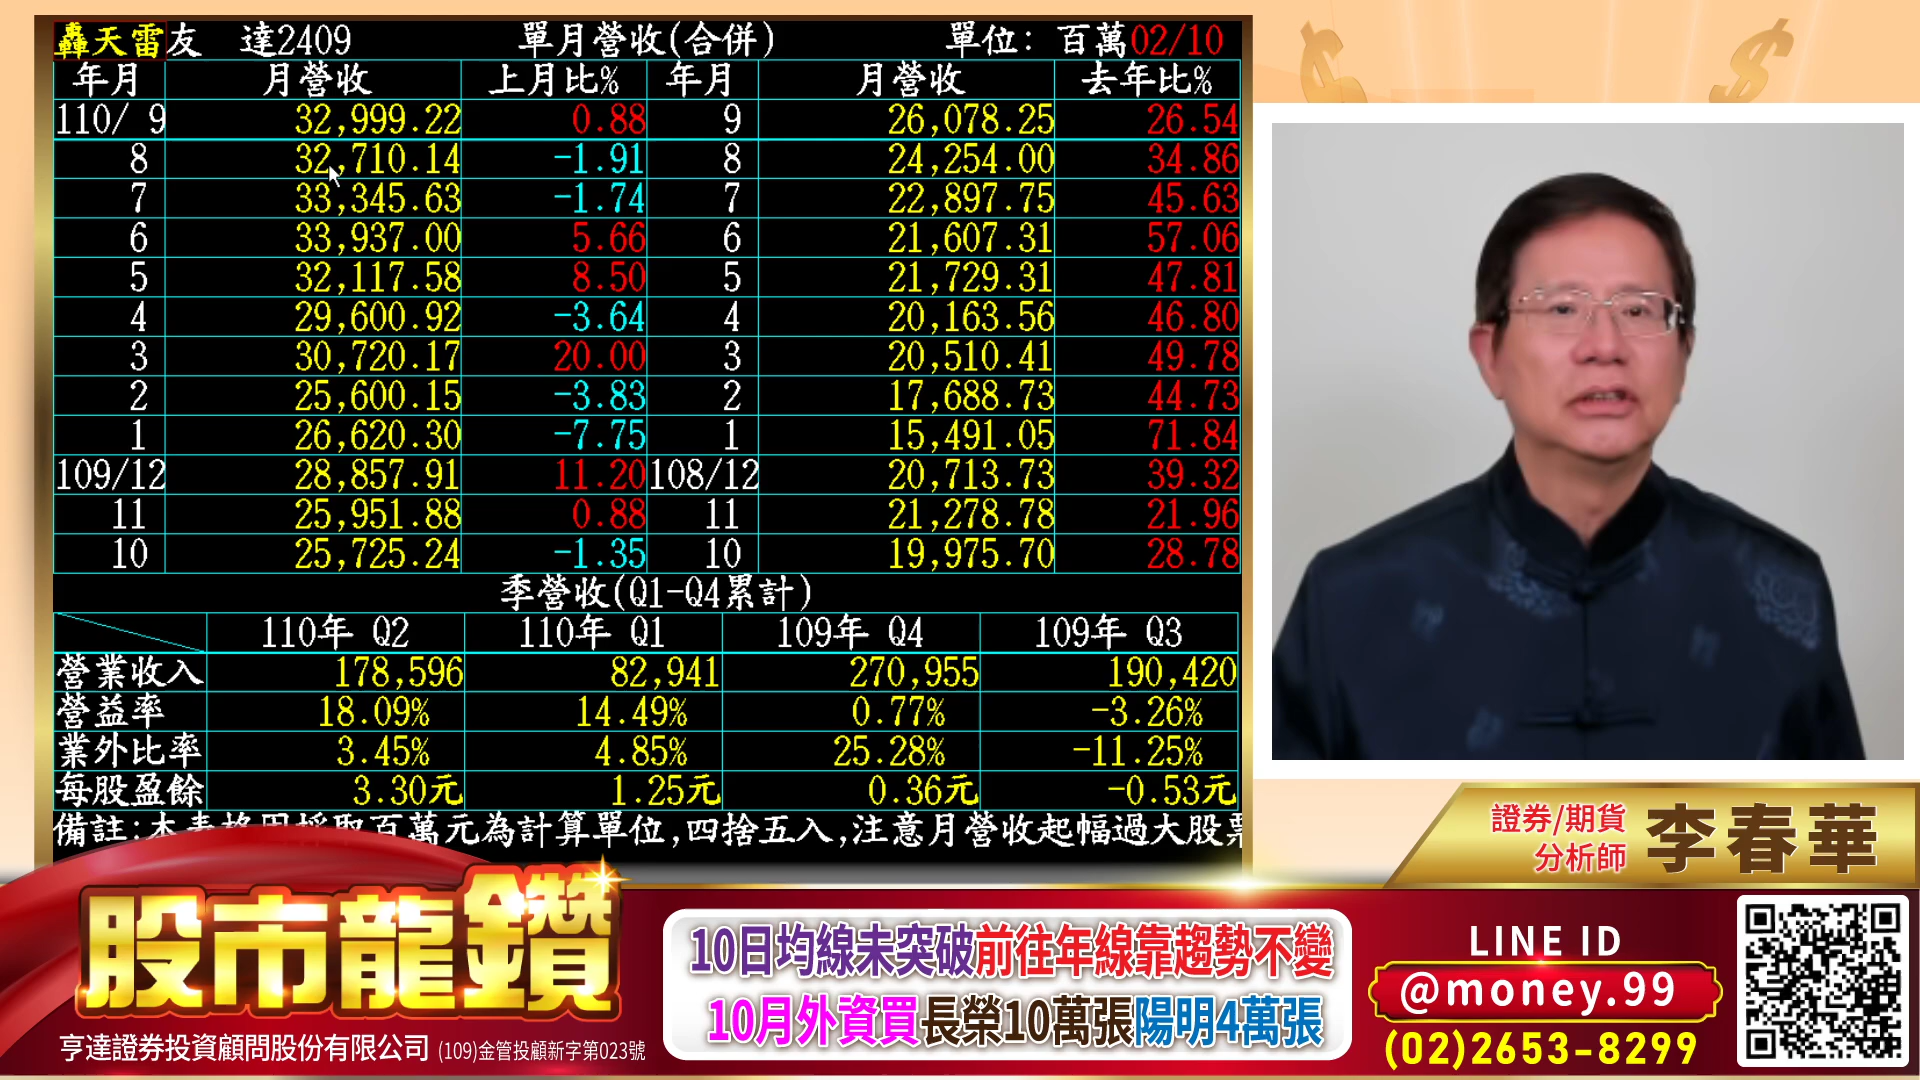 轟天雷友　達2409 單月營收(合併) 單位: 百萬02/10
年月 月營收 上月比% 年月 月營收 去年比%
110/ 9 32,999.22 0.88 9 26,078.25 26.54
8 32,710.14 -1.91 8 24,254.00 34.86
7 33,345.63 -1.74 7 22,897.75 45.63
6 33,937.00 5.66 6 21,607.31 57.06
5 32,117.58 8.50 5 21,729.31 47.81
4 29,600.92 -3.64 4 20,163.56 46.80
3 30,720.17 20.00 3 20,510.41 49.78
2 25,600.15 -3.83 2 17,688.73 44.73
1 26,620.30 -7.75 1 15,491.05 71.84
109/12 28,857.91 11.20 108/12 20,713.73 39.32
11 25,951.88 0.88 11 21,278.78 21.96
10 25,725.24 -1.35 10 19,975.70 28.78
季營收(Q1-Q4累計)
110年 Q2 110年 Q1 109年 Q4 109年 Q3
營業收入 178,596 82,941 270,955 190,420
營益率 18.09% 14.49% 0.77% -3.26%
業外比率 3.45% 4.85% 25.28% -11.25%
每股盈餘 3.30元 1.25元 0.36元 -0.53元
備註:本表格因採取百萬元為計算單位,四捨五入,注意月營收起幅過大股票
證券/期貨
分析師
李春華
股市龍鑽
亨達證券投資顧問股份有限公司 (109)金管投顧新字第023號
10日均線未突破前往年線靠趨勢不變
10月外資買長榮10萬張陽明4萬張
LINE ID
@money.99
(02)2653-8299